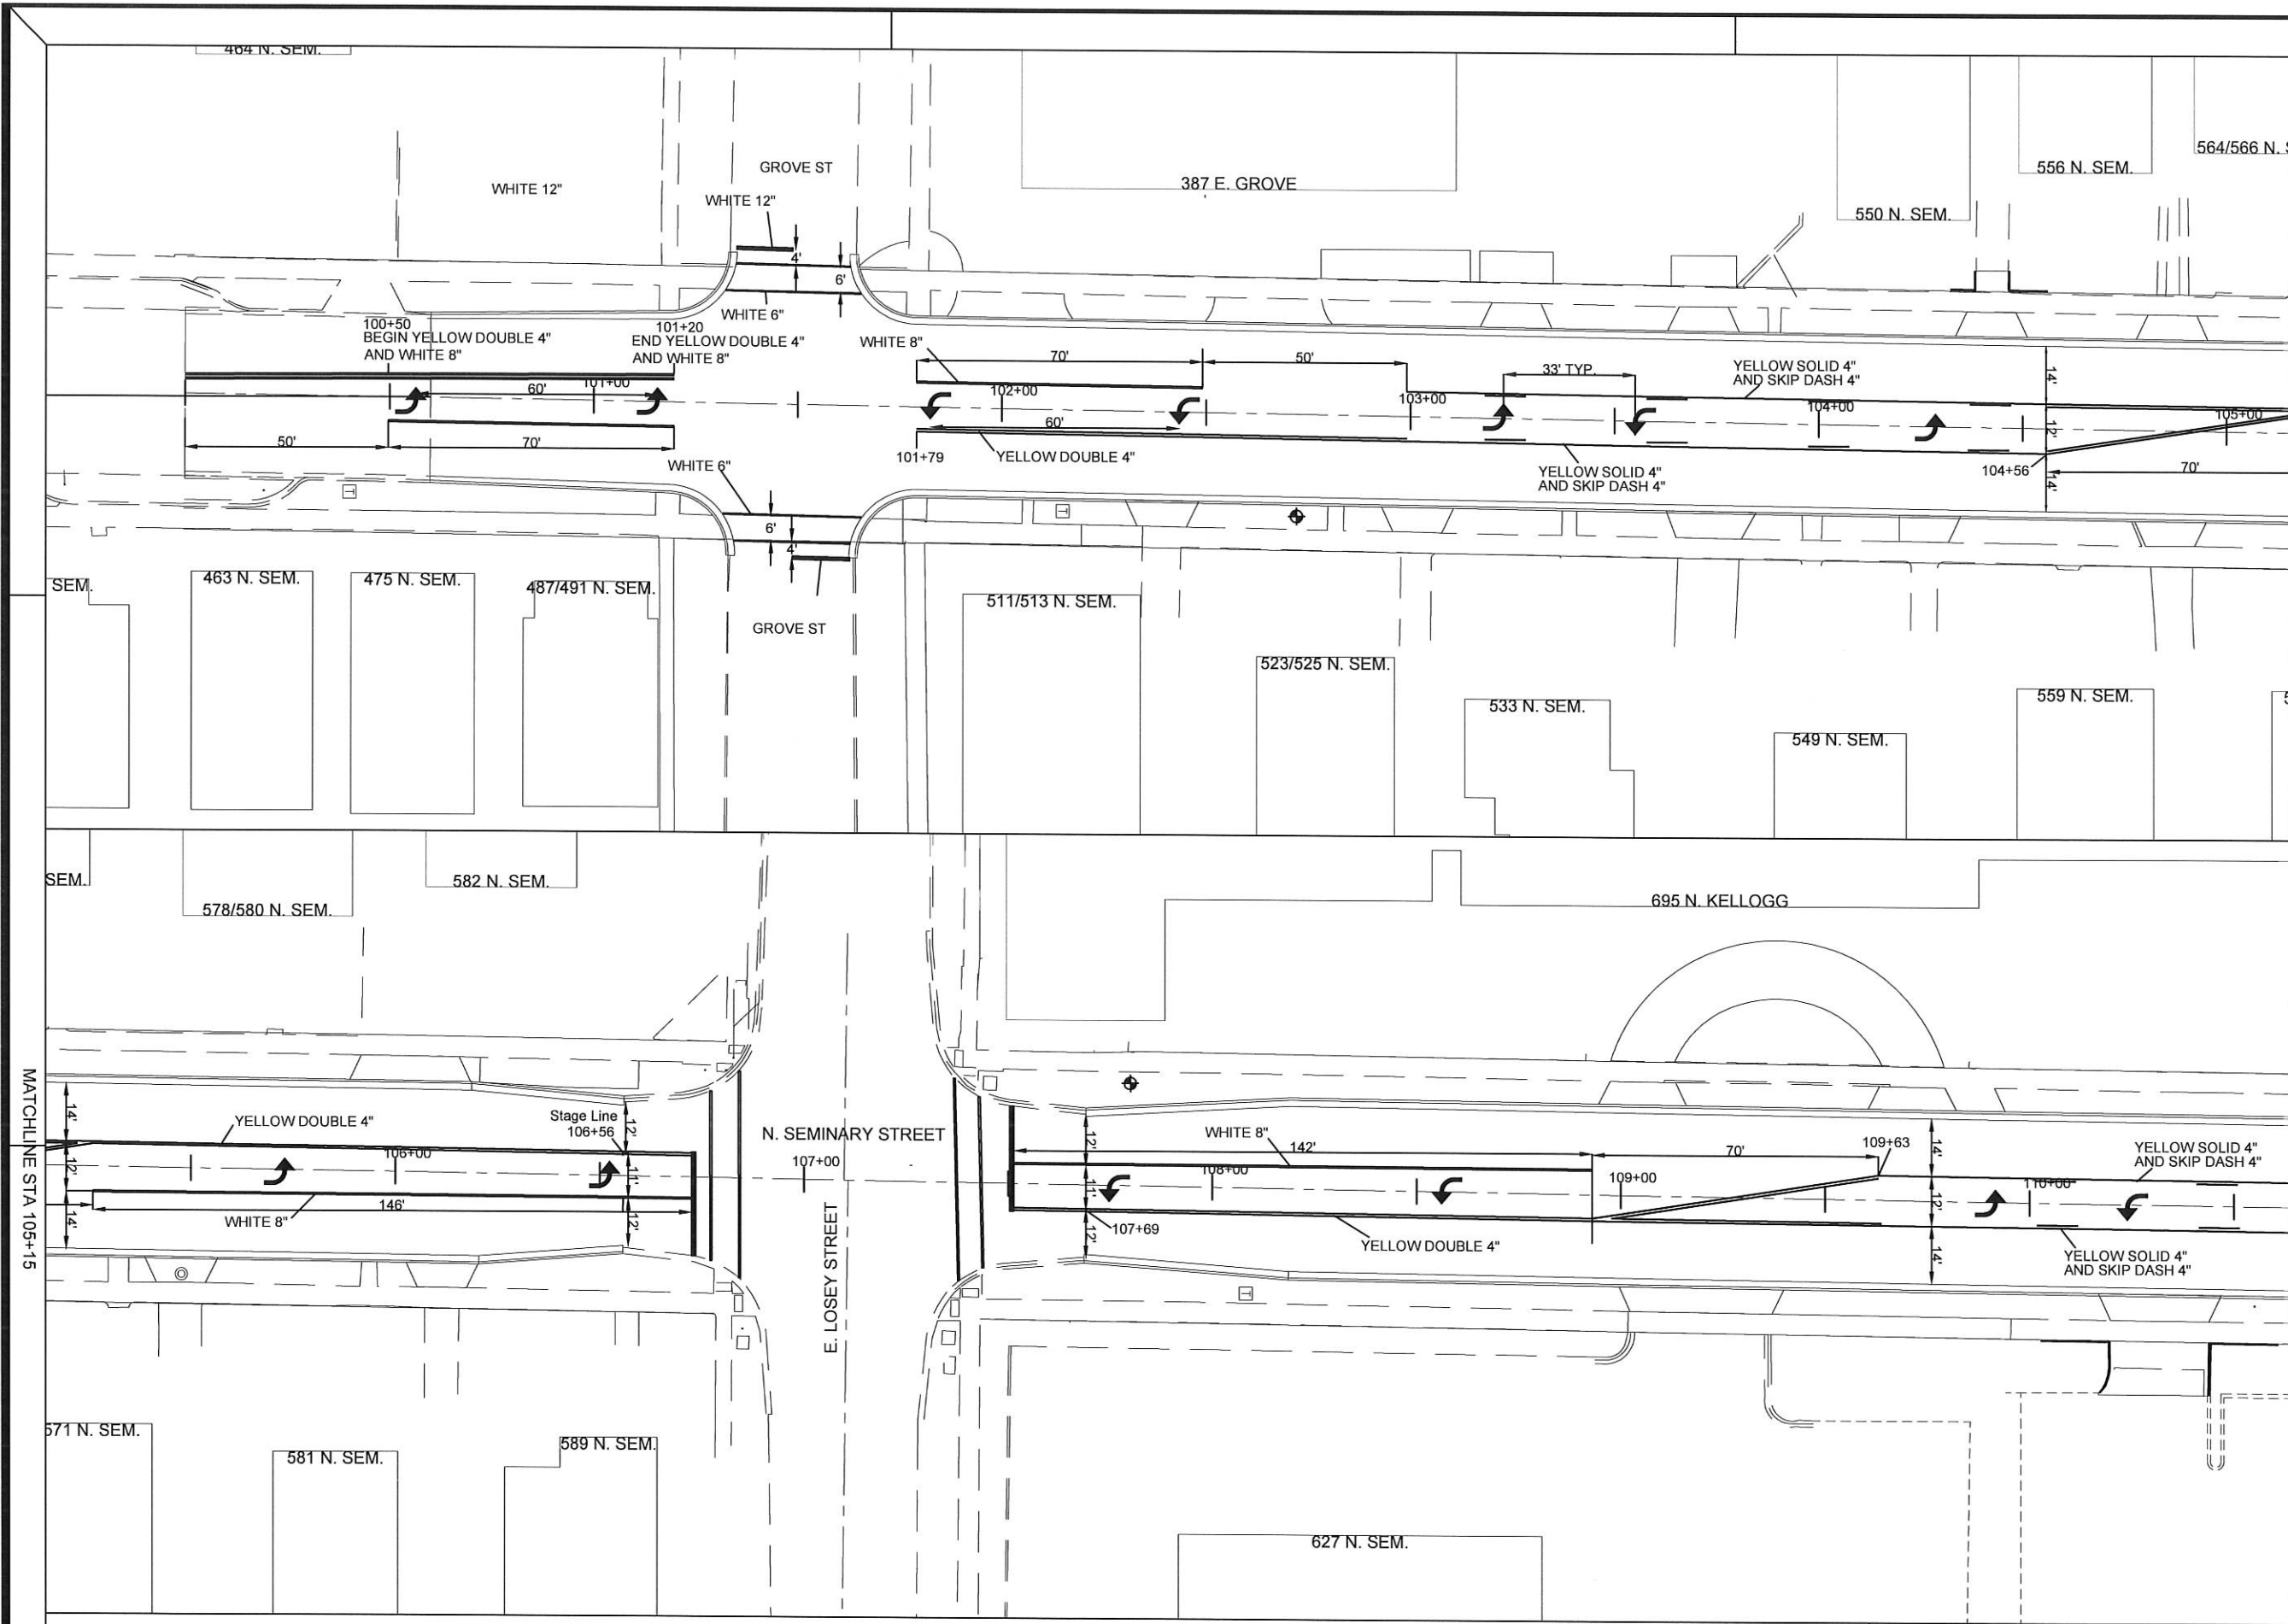 464 N. SEM.
GROVE ST
WHITE 12"
WHITE 12"
387 E. GROVE
556 N. SEM.
564/566 N.
550 N. SEM.
4'
6'
WHITE 6"
100+50
BEGIN YELLOW DOUBLE 4"
AND WHITE 8"
101+20
END YELLOW DOUBLE 4"
AND WHITE 8"
WHITE 8"
70'
50'
33' TYP.
YELLOW SOLID 4"
AND SKIP DASH 4"
14'
60'
101+00
102+00
103+00
104+00
105+00
60'
12'
50'
70'
WHITE 6"
101+79
YELLOW DOUBLE 4"
YELLOW SOLID 4"
AND SKIP DASH 4"
104+56
70'
14'
6'
4'
SEM.
463 N. SEM.
475 N. SEM.
487/491 N. SEM.
511/513 N. SEM.
GROVE ST
523/525 N. SEM.
533 N. SEM.
549 N. SEM.
559 N. SEM.
SEM.
578/580 N. SEM.
582 N. SEM.
695 N. KELLOGG
MATCHLINE STA 105+15
14'
YELLOW DOUBLE 4"
Stage Line
106+56
12'
N. SEMINARY STREET
12'
WHITE 8"
142'
70'
109+63
14'
YELLOW SOLID 4"
AND SKIP DASH 4"
12'
106+00
11'
107+00
11'
108+00
109+00
12'
110+00
14'
WHITE 8"
146'
12'
E. LOSEY STREET
12'
107+69
YELLOW DOUBLE 4"
14'
YELLOW SOLID 4"
AND SKIP DASH 4"
571 N. SEM.
581 N. SEM.
589 N. SEM.
627 N. SEM.